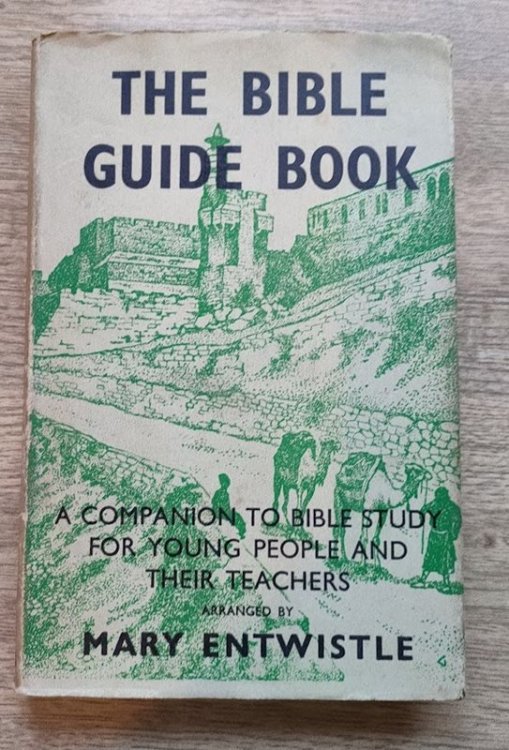 THE BIBLE
GUIDE BOOK
A COMPANION TO BIBLE STUDY
FOR YOUNG PEOPLE AND
THEIR TEACHERS
ARRANGED BY
MARY ENTWISTLE
G